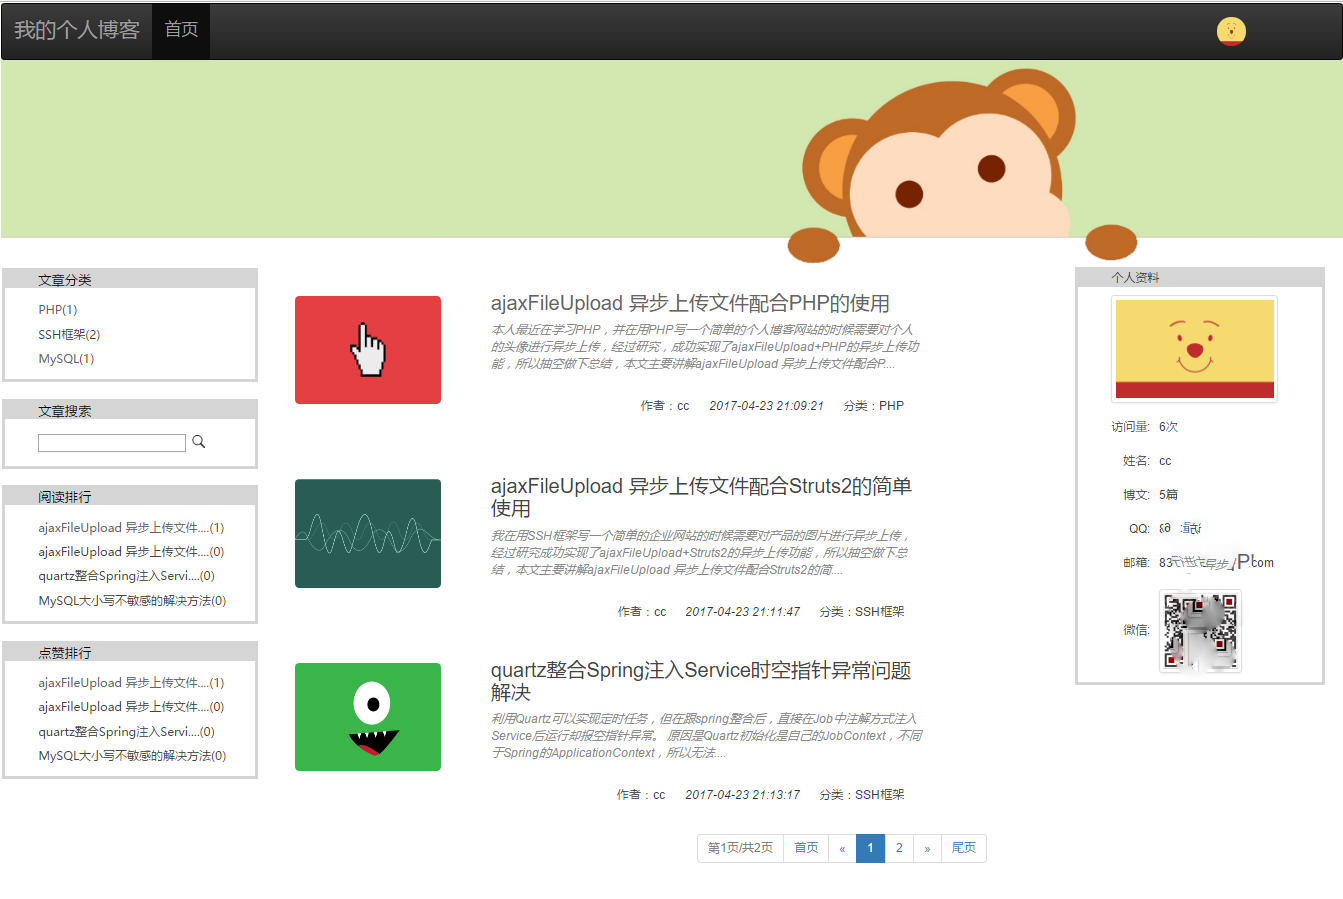 我的个人博客 首页
文章分类
PHP(1)
SSH框架(2)
MySQL(1)
文章搜索
阅读排行
ajaxFileUpload 异步上传文件....(1)
ajaxFileUpload 异步上传文件....(0)
quartz整合Spring注入Servi....(0)
MySQL大小写不敏感的解决方法(0)
点赞排行
ajaxFileUpload 异步上传文件....(1)
ajaxFileUpload 异步上传文件....(0)
quartz整合Spring注入Servi....(0)
MySQL大小写不敏感的解决方法(0)
ajaxFileUpload 异步上传文件配合PHP的使用
本人最近在学习PHP，并在用PHP写一个简单的个人博客网站的时候需要对个人
的头像进行异步上传，经过研究，成功实现了ajaxFileUpload+PHP的异步上传功
能，所以抽空做下总结，本文主要讲解ajaxFileUpload 异步上传文件配合P....
作者：cc 2017-04-23 21:09:21 分类：PHP
ajaxFileUpload 异步上传文件配合Struts2的简单
使用
我在用SSH框架写一个简单的企业网站的时候需要对产品的图片进行异步上传，
经过研究成功实现了ajaxFileUpload+Struts2的异步上传功能，所以抽空做下总
结，本文主要讲解ajaxFileUpload 异步上传文件配合Struts2的简....
作者：cc 2017-04-23 21:11:47 分类：SSH框架
quartz整合Spring注入Service时空指针异常问题
解决
利用Quartz可以实现定时任务，但在跟spring整合后，直接在Job中注解方式注入
Service后运行却报空指针异常。 原因是Quartz初始化是自己的JobContext，不同
于Spring的ApplicationContext，所以无法....
作者：cc 2017-04-23 21:13:17 分类：SSH框架
第1页/共2页 首页 « 1 2 » 尾页
个人资料
访问量: 6次
姓名: cc
博文: 5篇
QQ:
邮箱: 83 com
微信: